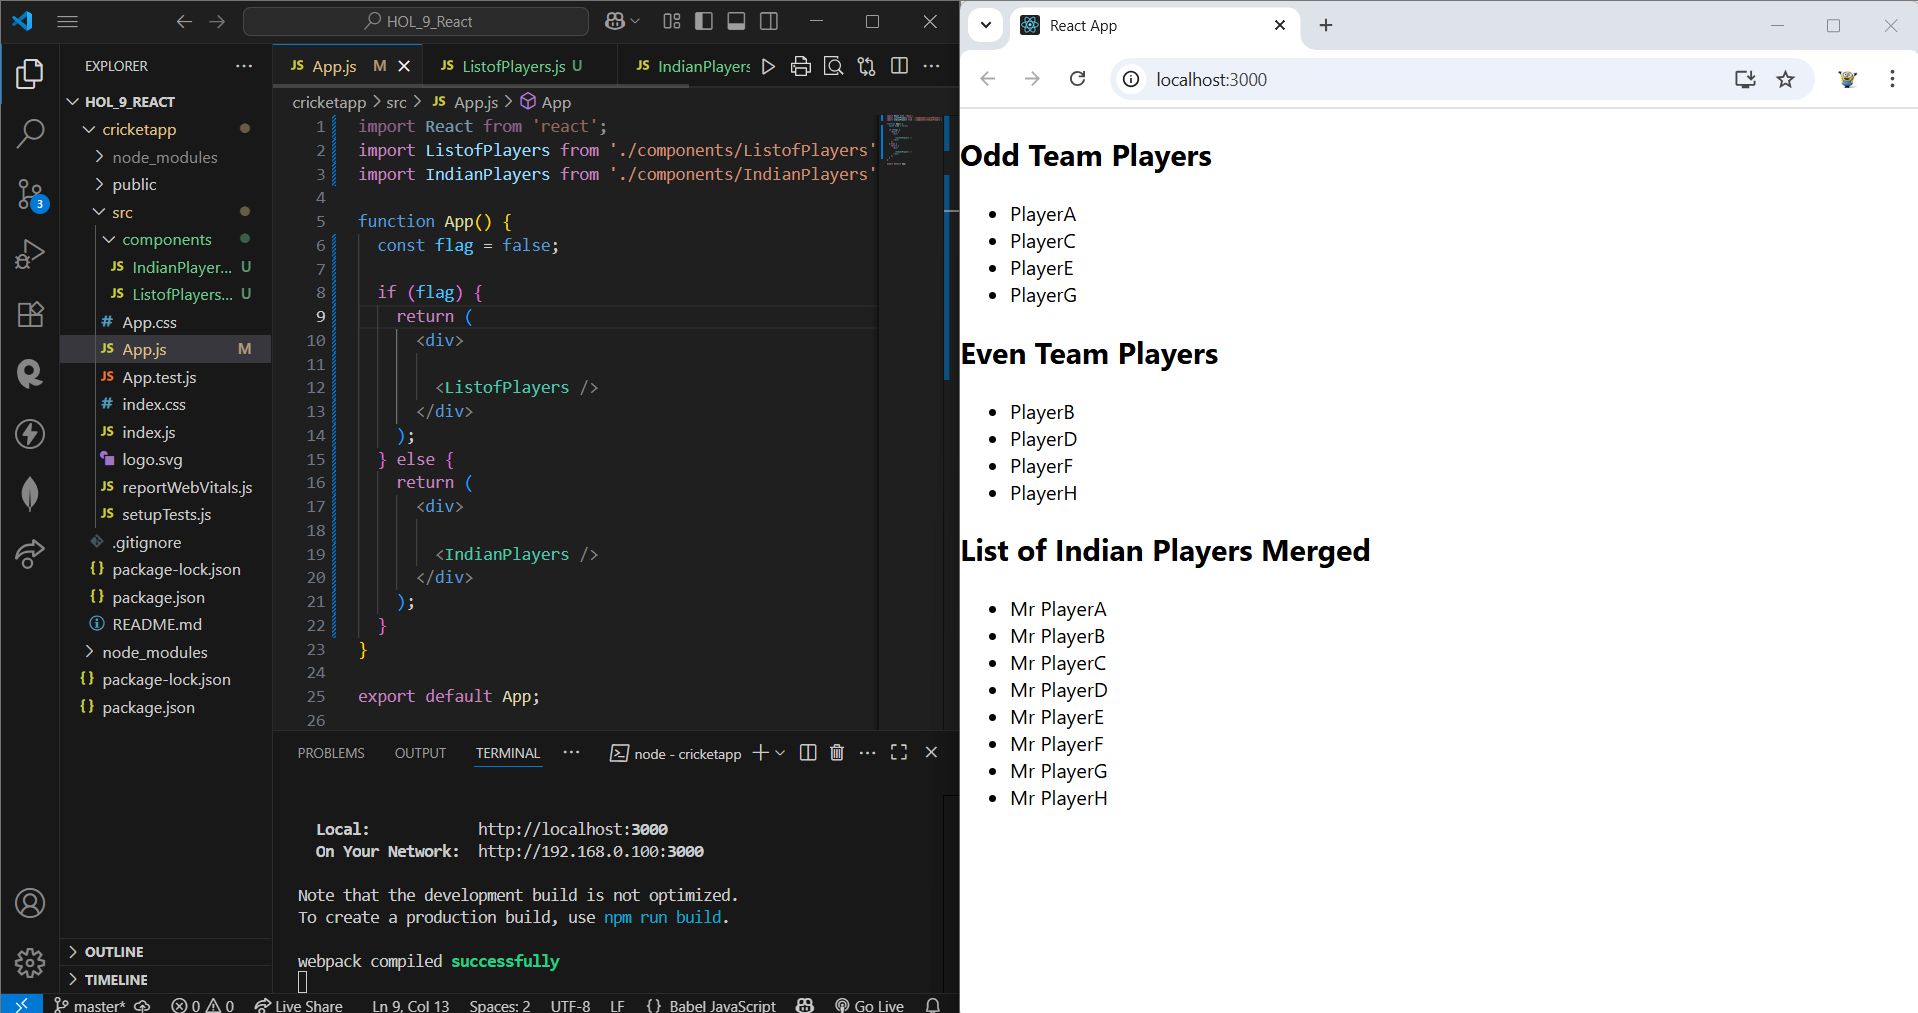 HOL_9_React
EXPLORER
HOL_9_REACT
cricketapp
node_modules
public
src
components
IndianPlayer... U
ListofPlayers... U
App.css
App.js M
App.test.js
index.css
index.js
logo.svg
reportWebVitals.js
setupTests.js
.gitignore
package-lock.json
package.json
README.md
node_modules
package-lock.json
package.json
OUTLINE
TIMELINE
3
JS App.js M
JS ListofPlayers.js U
JS IndianPlayers
cricketapp > src > JS App.js > App
1 import React from 'react';
2 import ListofPlayers from './components/ListofPlayers'
3 import IndianPlayers from './components/IndianPlayers'
4
5 function App() {
6 const flag = false;
7
8 if (flag) {
9 return (
10 <div>
11
12 <ListofPlayers />
13 </div>
14 );
15 } else {
16 return (
17 <div>
18
19 <IndianPlayers />
20 </div>
21 );
22 }
23 }
24
25 export default App;
26
PROBLEMS OUTPUT TERMINAL ... node - cricketapp
Local: http://localhost:3000
On Your Network: http://192.168.0.100:3000
Note that the development build is not optimized.
To create a production build, use npm run build.
webpack compiled successfully
master* 0 0 Live Share Ln 9, Col 13 Spaces: 2 UTF-8 LF {} Babel JavaScript Go Live
React App
localhost:3000
Odd Team Players
PlayerA
PlayerC
PlayerE
PlayerG
Even Team Players
PlayerB
PlayerD
PlayerF
PlayerH
List of Indian Players Merged
Mr PlayerA
Mr PlayerB
Mr PlayerC
Mr PlayerD
Mr PlayerE
Mr PlayerF
Mr PlayerG
Mr PlayerH